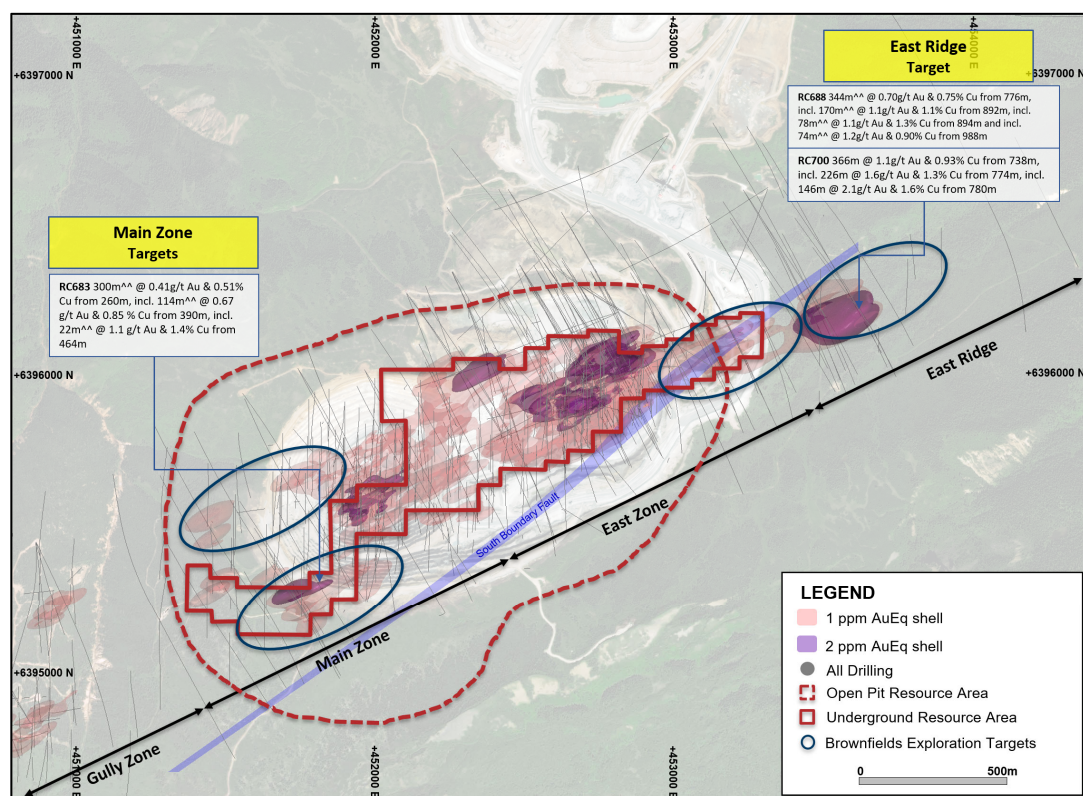 +451000 E
+452000 E
+453000 E
+454000 E
+6397000 N
+6397000 N
East Ridge
Target
RC688 344m^^ @ 0.70g/t Au & 0.75% Cu from 776m,
incl. 170m^^ @ 1.1g/t Au & 1.1% Cu from 892m, incl.
78m^^ @ 1.1g/t Au & 1.3% Cu from 894m and incl.
74m^^ @ 1.2g/t Au & 0.90% Cu from 988m
RC700 366m @ 1.1g/t Au & 0.93% Cu from 738m,
incl. 226m @ 1.6g/t Au & 1.3% Cu from 774m, incl.
146m @ 2.1g/t Au & 1.6% Cu from 780m
Main Zone
Targets
RC683 300m^^ @ 0.41g/t Au & 0.51%
Cu from 260m, incl. 114m^^ @ 0.67
g/t Au & 0.85 % Cu from 390m, incl.
22m^^ @ 1.1 g/t Au & 1.4% Cu from
464m
+6396000 N
+6396000 N
East Ridge
East Zone
South Boundary Fault
Main Zone
Gully Zone
+6395000 N
+451000 E
+452000 E
+453000 E
LEGEND
1 ppm AuEq shell
2 ppm AuEq shell
All Drilling
Open Pit Resource Area
Underground Resource Area
Brownfields Exploration Targets
0 500m